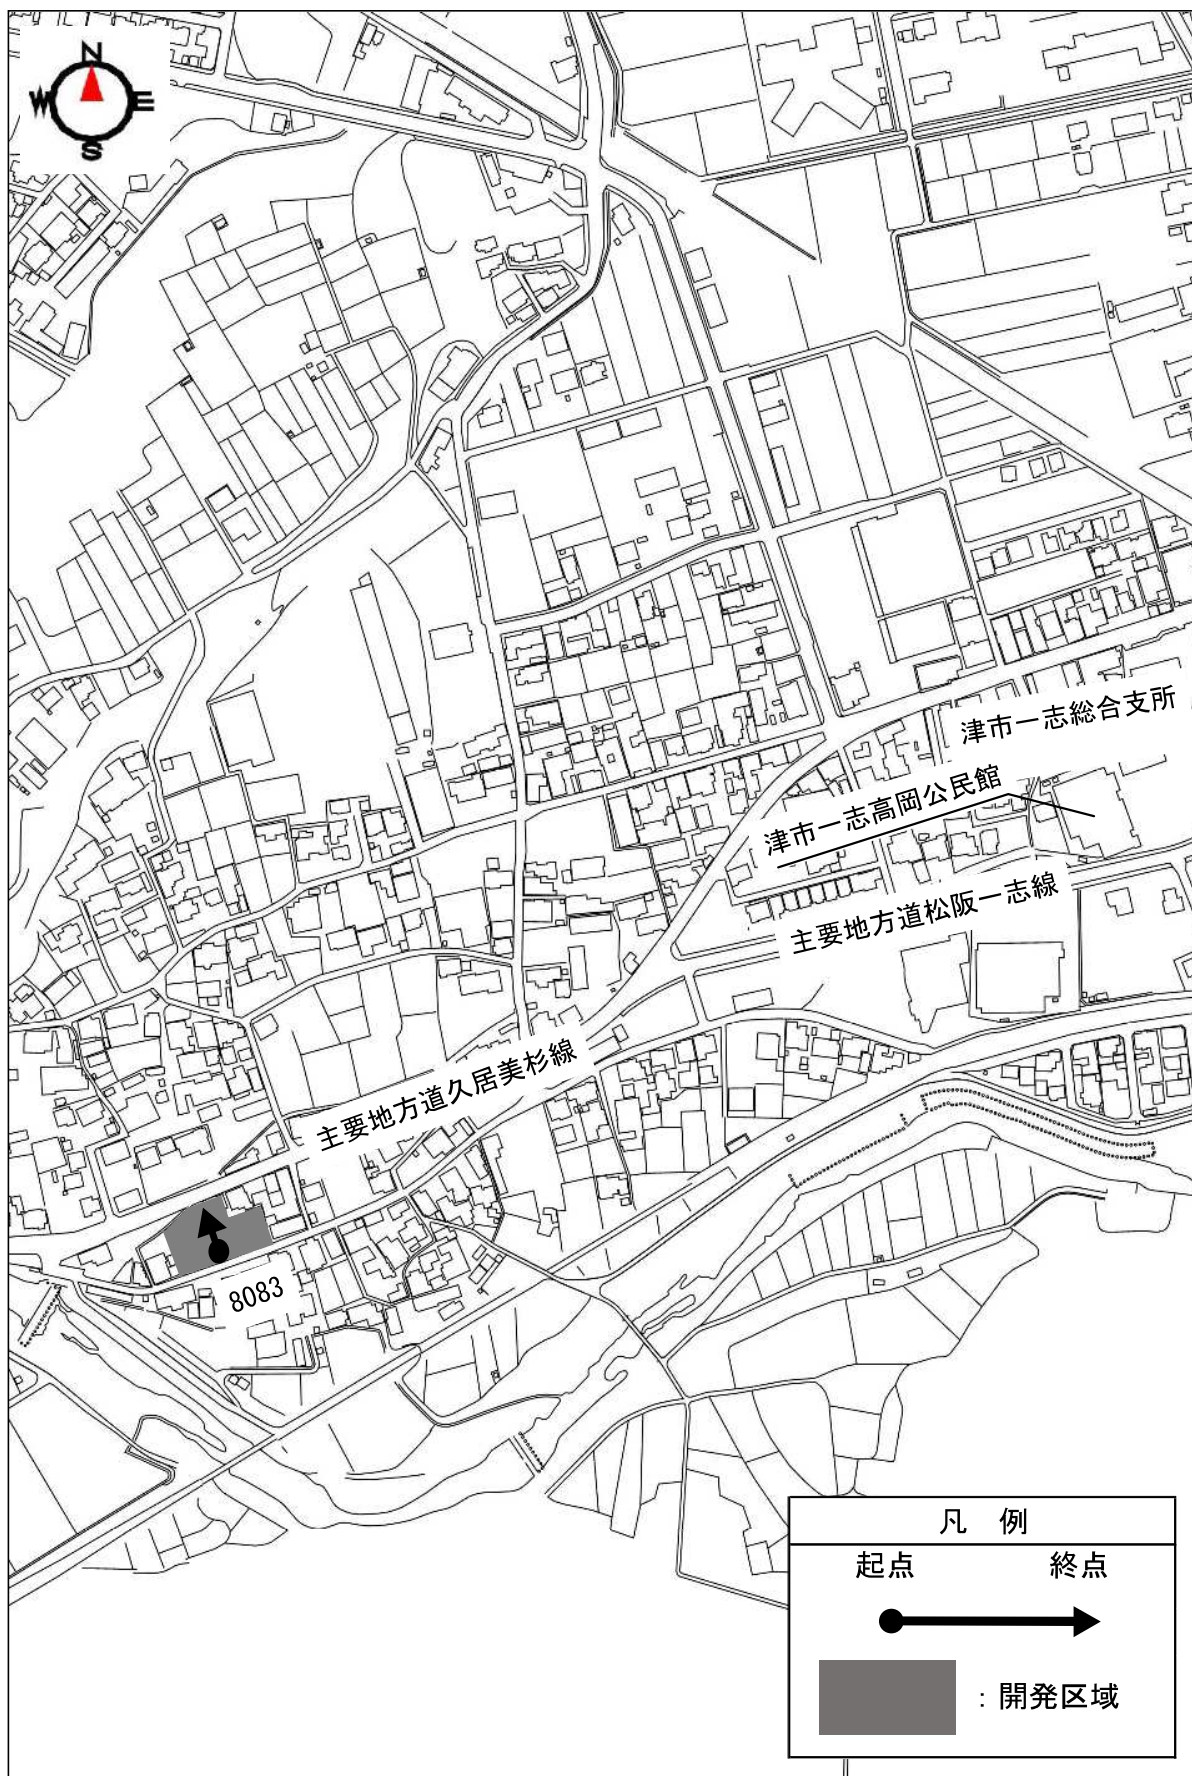 N
W E
S
津市一志総合支所
津市一志高岡公民館
主要地方道松阪一志線
主要地方道久居美杉線
8083
凡 例
起点 終点
：開発区域